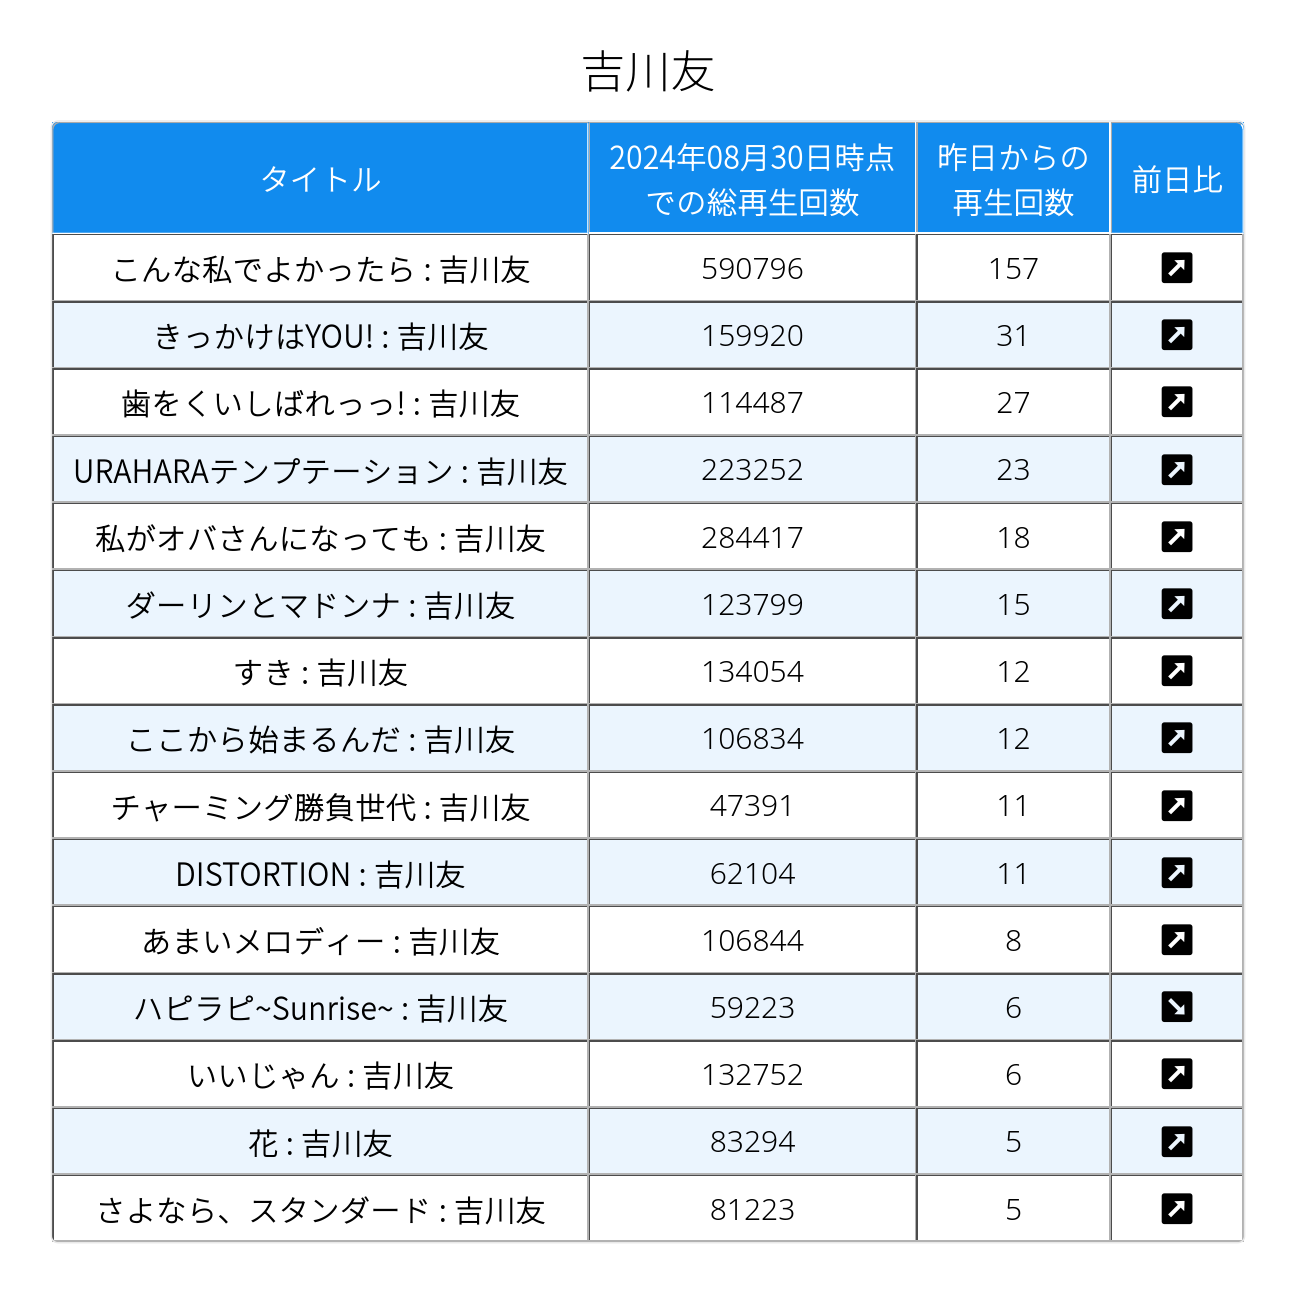 吉川友
タイトル 2024年08月30日時点での総再生回数 昨日からの再生回数 前日比
こんな私でよかったら : 吉川友 590796 157
きっかけはYOU! : 吉川友 159920 31
歯をくいしばれっっ! : 吉川友 114487 27
URAHARAテンプテーション : 吉川友 223252 23
私がオバさんになっても : 吉川友 284417 18
ダーリンとマドンナ : 吉川友 123799 15
すき : 吉川友 134054 12
ここから始まるんだ : 吉川友 106834 12
チャーミング勝負世代 : 吉川友 47391 11
DISTORTION : 吉川友 62104 11
あまいメロディー : 吉川友 106844 8
ハピラピ~Sunrise~ : 吉川友 59223 6
いいじゃん : 吉川友 132752 6
花 : 吉川友 83294 5
さよなら、スタンダード : 吉川友 81223 5